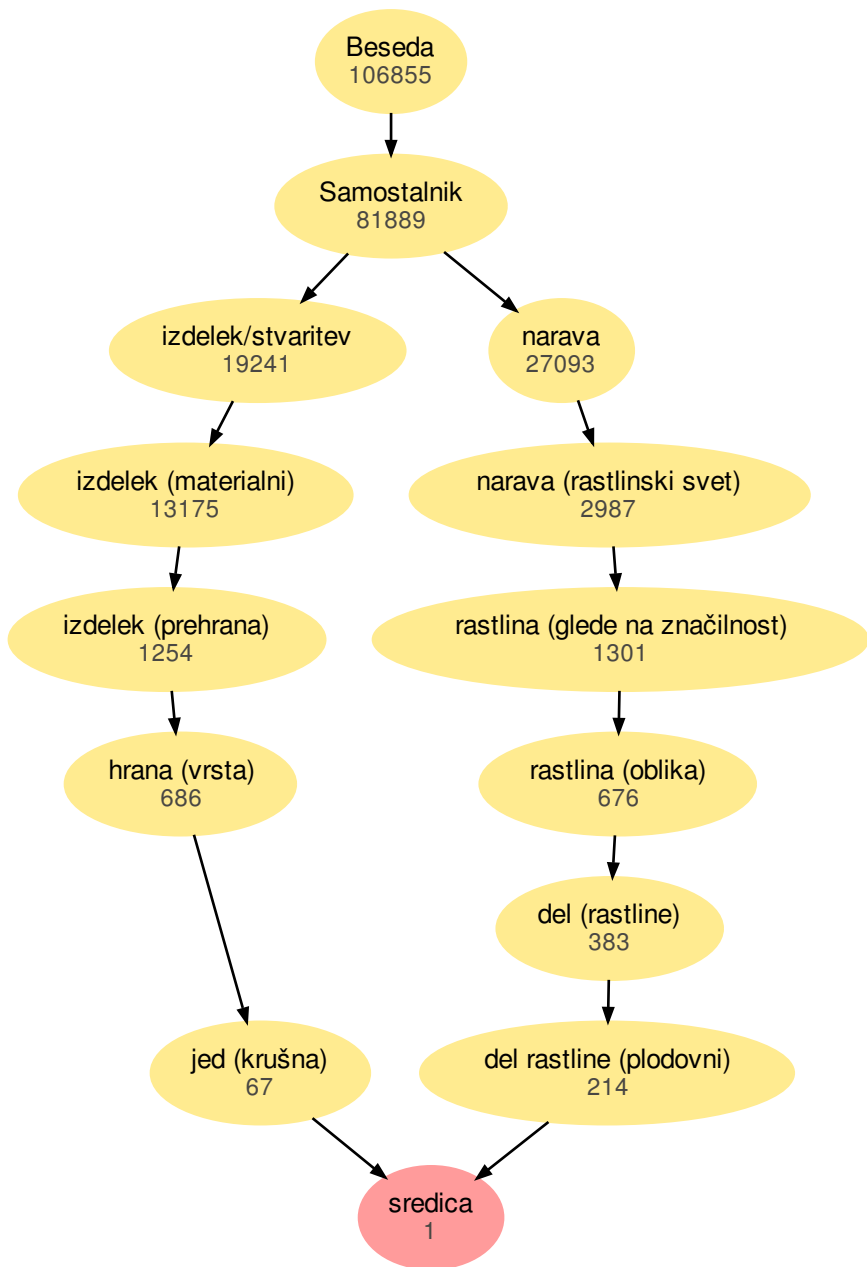 Beseda
106855
Samostalnik
81889
izdelek/stvaritev
19241
narava
27093
izdelek (materialni)
13175
narava (rastlinski svet)
2987
izdelek (prehrana)
1254
rastlina (glede na značilnost)
1301
hrana (vrsta)
686
rastlina (oblika)
676
del (rastline)
383
jed (krušna)
67
del rastline (plodovni)
214
sredica
1